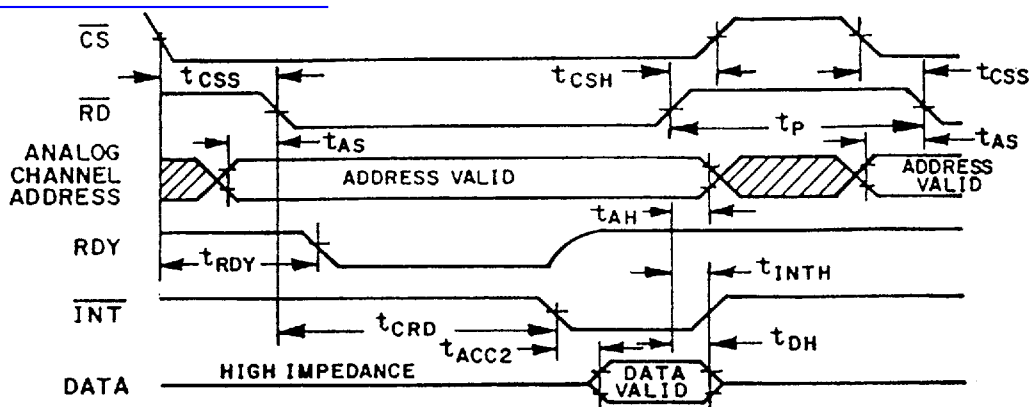 CS
tCSS
tCSH
tCSS
RD
tP
tAS
tAS
ANALOG
CHANNEL
ADDRESS
ADDRESS VALID
ADDRESS
VALID
tAH
RDY
tRDY
tINTH
INT
tCRD
tACC2
tDH
DATA
HIGH IMPEDANCE
DATA
VALID